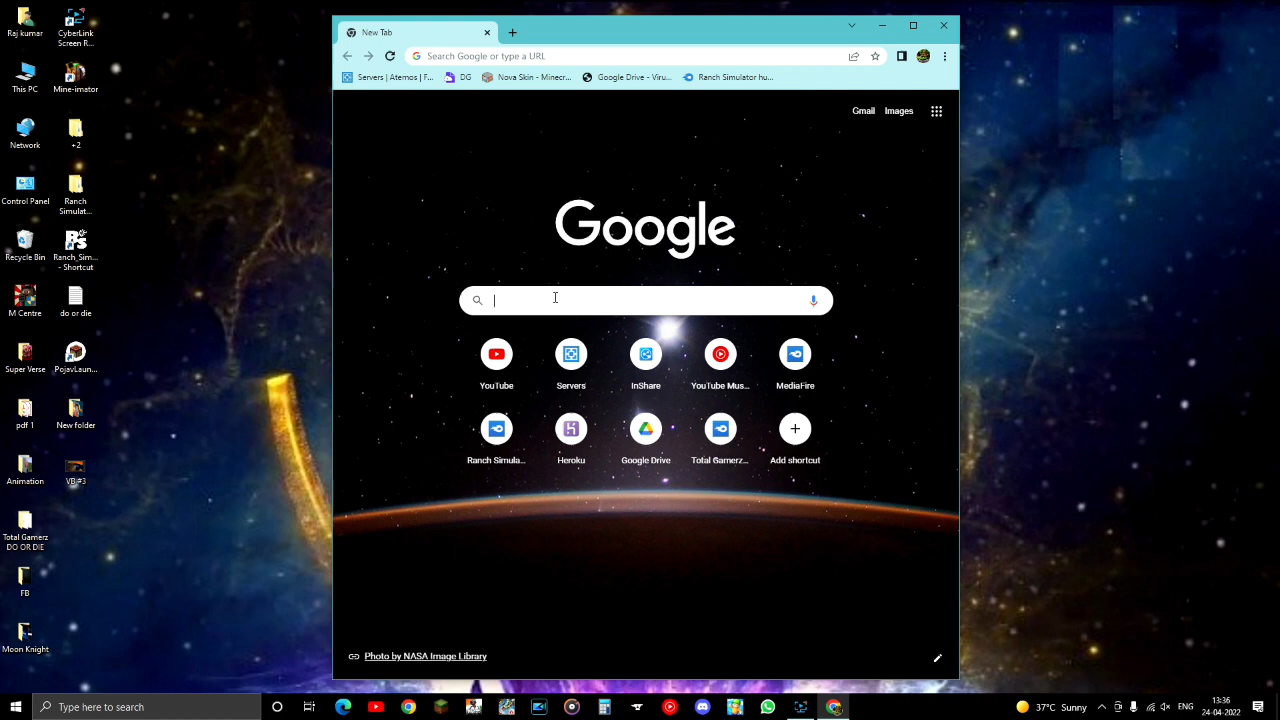 Raj kumar
CyberLink
Screen R...
This PC
Mine-imator
Network
+2
Control Panel
Ranch
Simulat...
Recycle Bin
Ranch_Sim...
- Shortcut
M Centre
do or die
Super Verse
PojavLaun...
pdf 1
New folder
Animation
VB #3
Total Gamerz
DO OR DIE
FB
Moon Knight
New Tab
Search Google or type a URL
Servers | Aternos | F...
DG
Nova Skin - Minecr...
Google Drive - Viru...
Ranch Simulator hu...
Gmail
Images
Google
YouTube
Servers
InShare
YouTube Mus...
MediaFire
Ranch Simula...
Heroku
Google Drive
Total Gamerz...
Add shortcut
Photo by NASA Image Library
Type here to search
37°C Sunny
ENG
13:36
24-04-2022